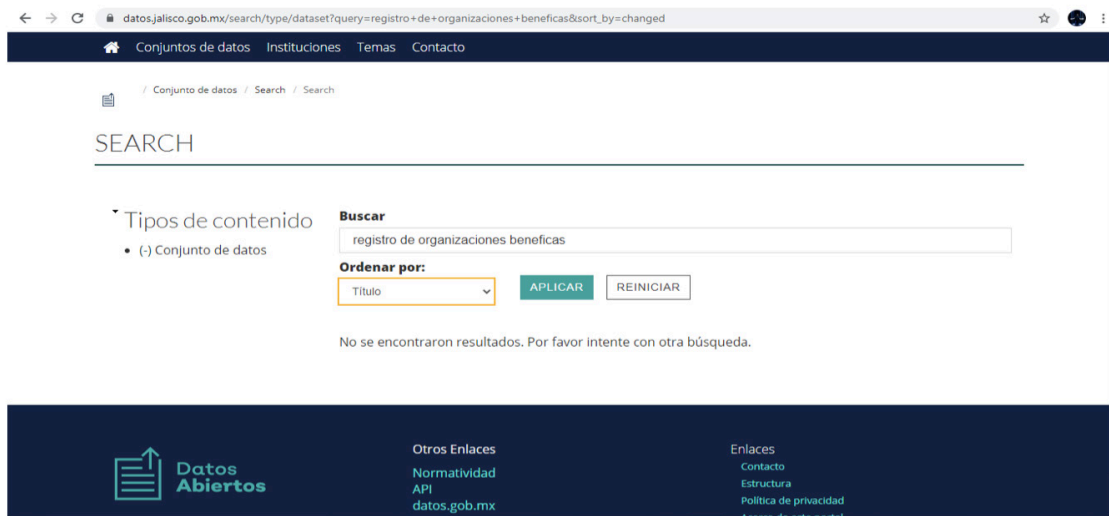 datos.jalisco.gob.mx/search/type/dataset?query=registro+de+organizaciones+beneficas&sort_by=changed
Conjuntos de datos Instituciones Temas Contacto
/ Conjunto de datos / Search / Search
SEARCH
Tipos de contenido
(-) Conjunto de datos
Buscar
registro de organizaciones beneficas
Ordenar por:
Título
APLICAR REINICIAR
No se encontraron resultados. Por favor intente con otra búsqueda.
Datos
Abiertos
Otros Enlaces
Normatividad
API
datos.gob.mx
Enlaces
Contacto
Estructura
Política de privacidad